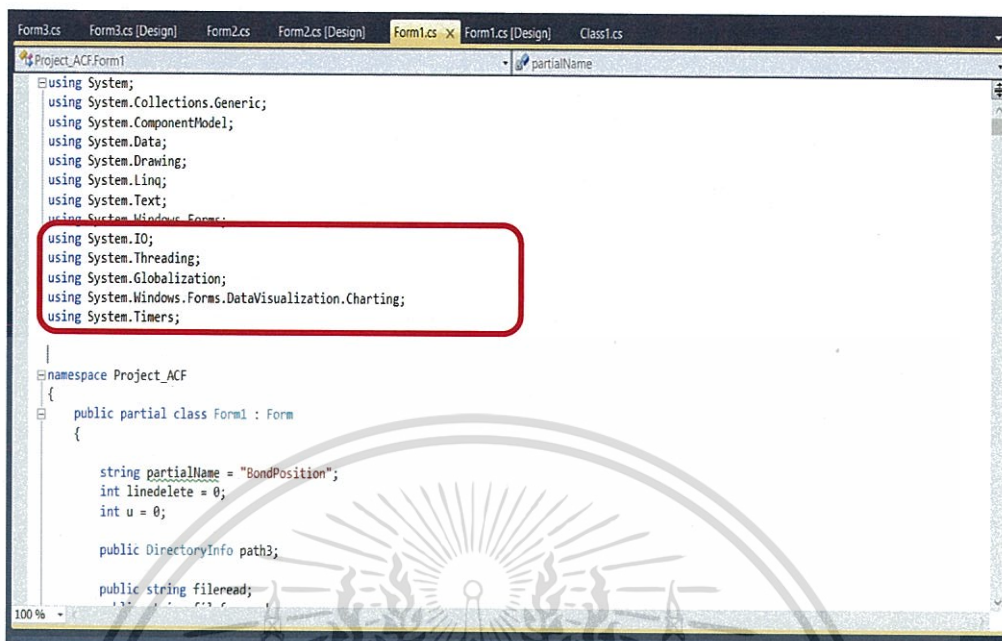 Form3.cs Form3.cs [Design] Form2.cs Form2.cs [Design] Form1.cs × Form1.cs [Design] Class1.cs
Project_ACF.Form1 partialName
using System;
using System.Collections.Generic;
using System.ComponentModel;
using System.Data;
using System.Drawing;
using System.Linq;
using System.Text;
using System.Windows.Forms;
using System.IO;
using System.Threading;
using System.Globalization;
using System.Windows.Forms.DataVisualization.Charting;
using System.Timers;
namespace Project_ACF
{
public partial class Form1 : Form
{
string partialName = "BondPosition";
int linedelete = 0;
int u = 0;
public DirectoryInfo path3;
public string fileread;
100 %